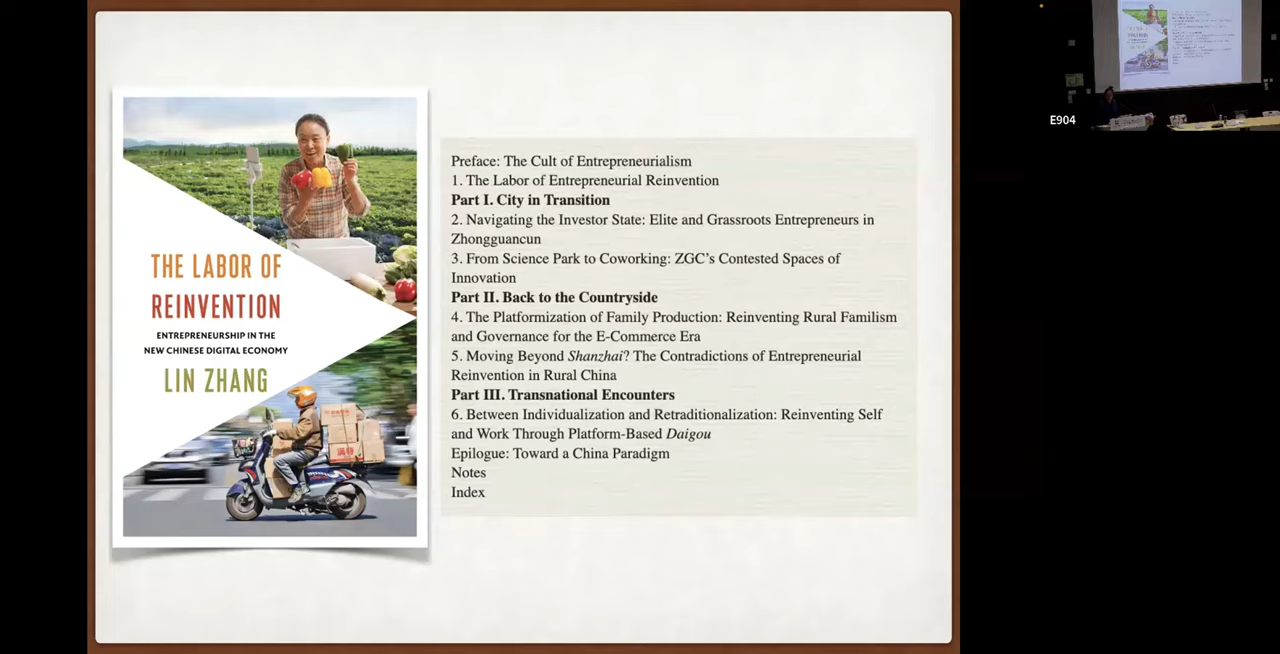 THE LABOR OF
REINVENTION
ENTREPRENEURSHIP IN THE
NEW CHINESE DIGITAL ECONOMY
LIN ZHANG
Preface: The Cult of Entrepreneurialism
1. The Labor of Entrepreneurial Reinvention
Part I. City in Transition
2. Navigating the Investor State: Elite and Grassroots Entrepreneurs in
Zhongguancun
3. From Science Park to Coworking: ZGC’s Contested Spaces of
Innovation
Part II. Back to the Countryside
4. The Platformization of Family Production: Reinventing Rural Familism
and Governance for the E-Commerce Era
5. Moving Beyond Shanzhai? The Contradictions of Entrepreneurial
Reinvention in Rural China
Part III. Transnational Encounters
6. Between Individualization and Retraditionalization: Reinventing Self
and Work Through Platform-Based Daigou
Epilogue: Toward a China Paradigm
Notes
Index
E904